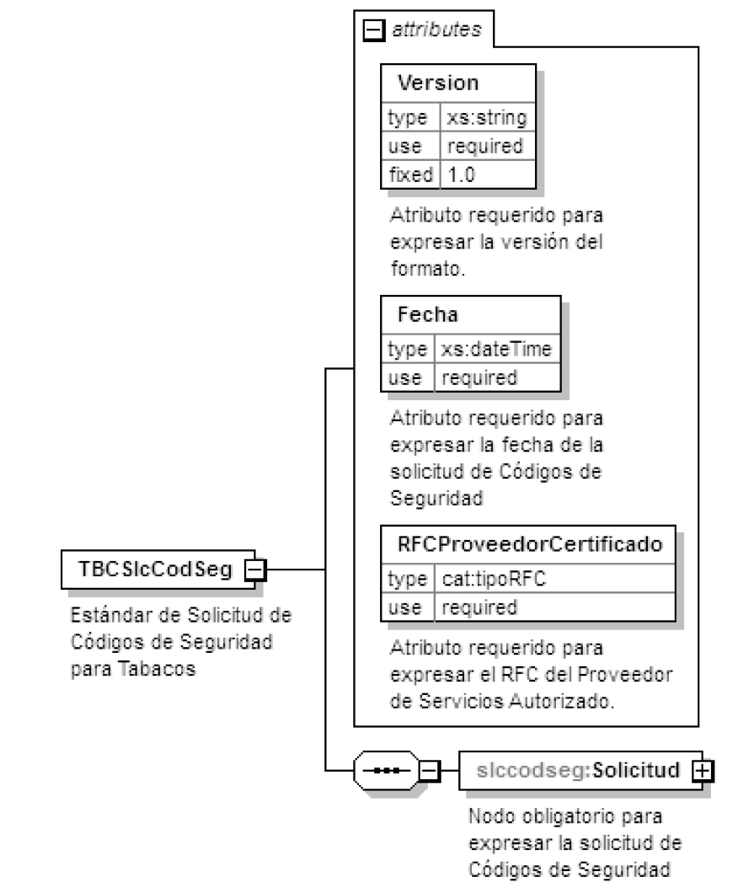 attributes
Version
type xs:string
use required
fixed 1.0
Atributo requerido para
expresar la versión del
formato.
Fecha
type xs:dateTime
use required
Atributo requerido para
expresar la fecha de la
solicitud de Códigos de
Seguridad
RFCProveedorCertificado
type cat:tipoRFC
use required
Atributo requerido para
expresar el RFC del Proveedor
de Servicios Autorizado.
TBCSlcCodSeg
Estándar de Solicitud de
Códigos de Seguridad
para Tabacos
slccodseg:Solicitud
Nodo obligatorio para
expresar la solicitud de
Códigos de Seguridad